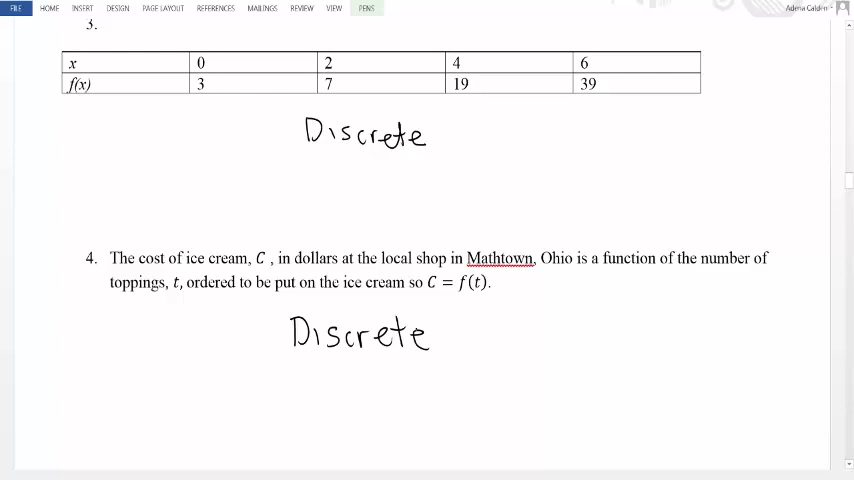 FILE HOME INSERT DESIGN PAGE LAYOUT REFERENCES MAILINGS REVIEW VIEW PENS Adena Calden
3.
x 0 2 4 6
f(x) 3 7 19 39
Discrete
4. The cost of ice cream, C , in dollars at the local shop in Mathtown, Ohio is a function of the number of
toppings, t, ordered to be put on the ice cream so C = f(t).
Discrete